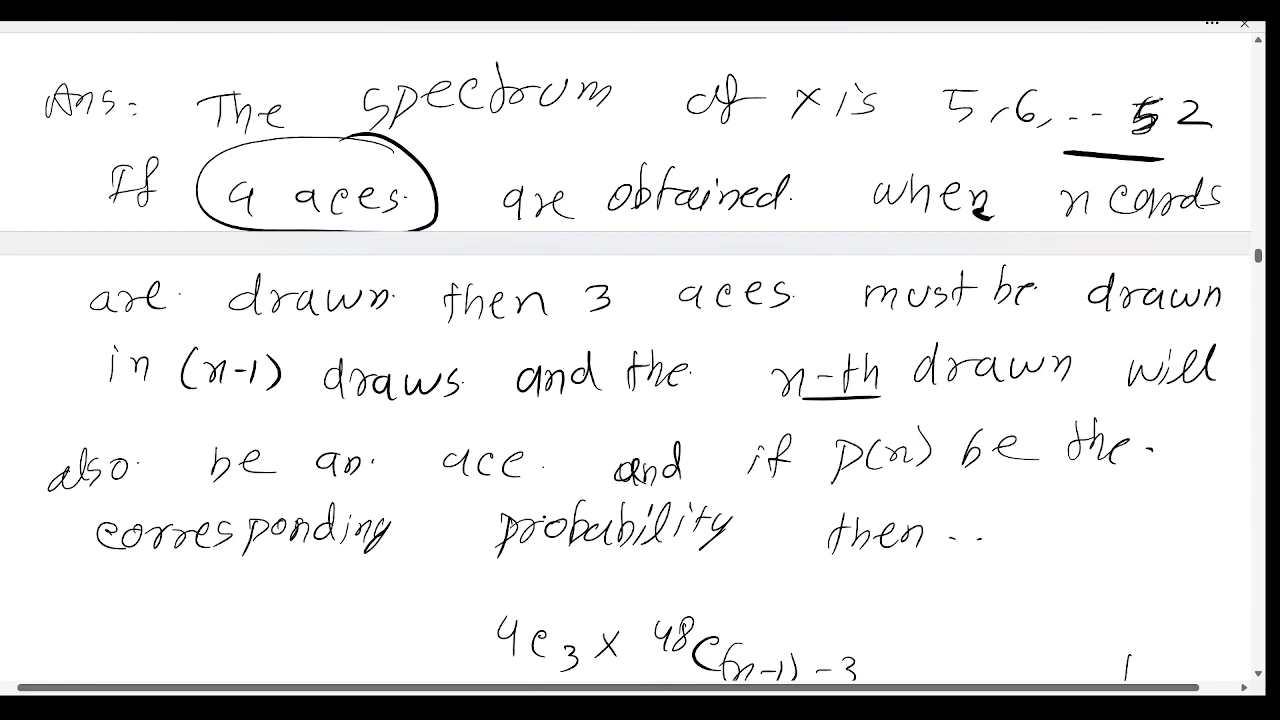 Ans: The spectrum of x is 5,6,.. 52
If 4 aces are obtained when n cards
are drawn then 3 aces must be drawn
in (n-1) draws and the n-th drawn will
also be an ace and if p(n) be the
corresponding probability then..
4c3 x 48C(n-1)-3